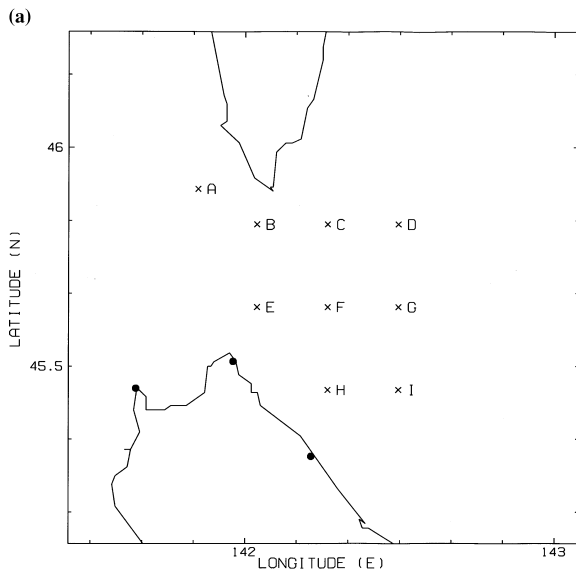 (a)
46
× A
× B × C × D
LATITUDE (N)
× E × F × G
45.5
× H × I
142 143
LONGITUDE (E)